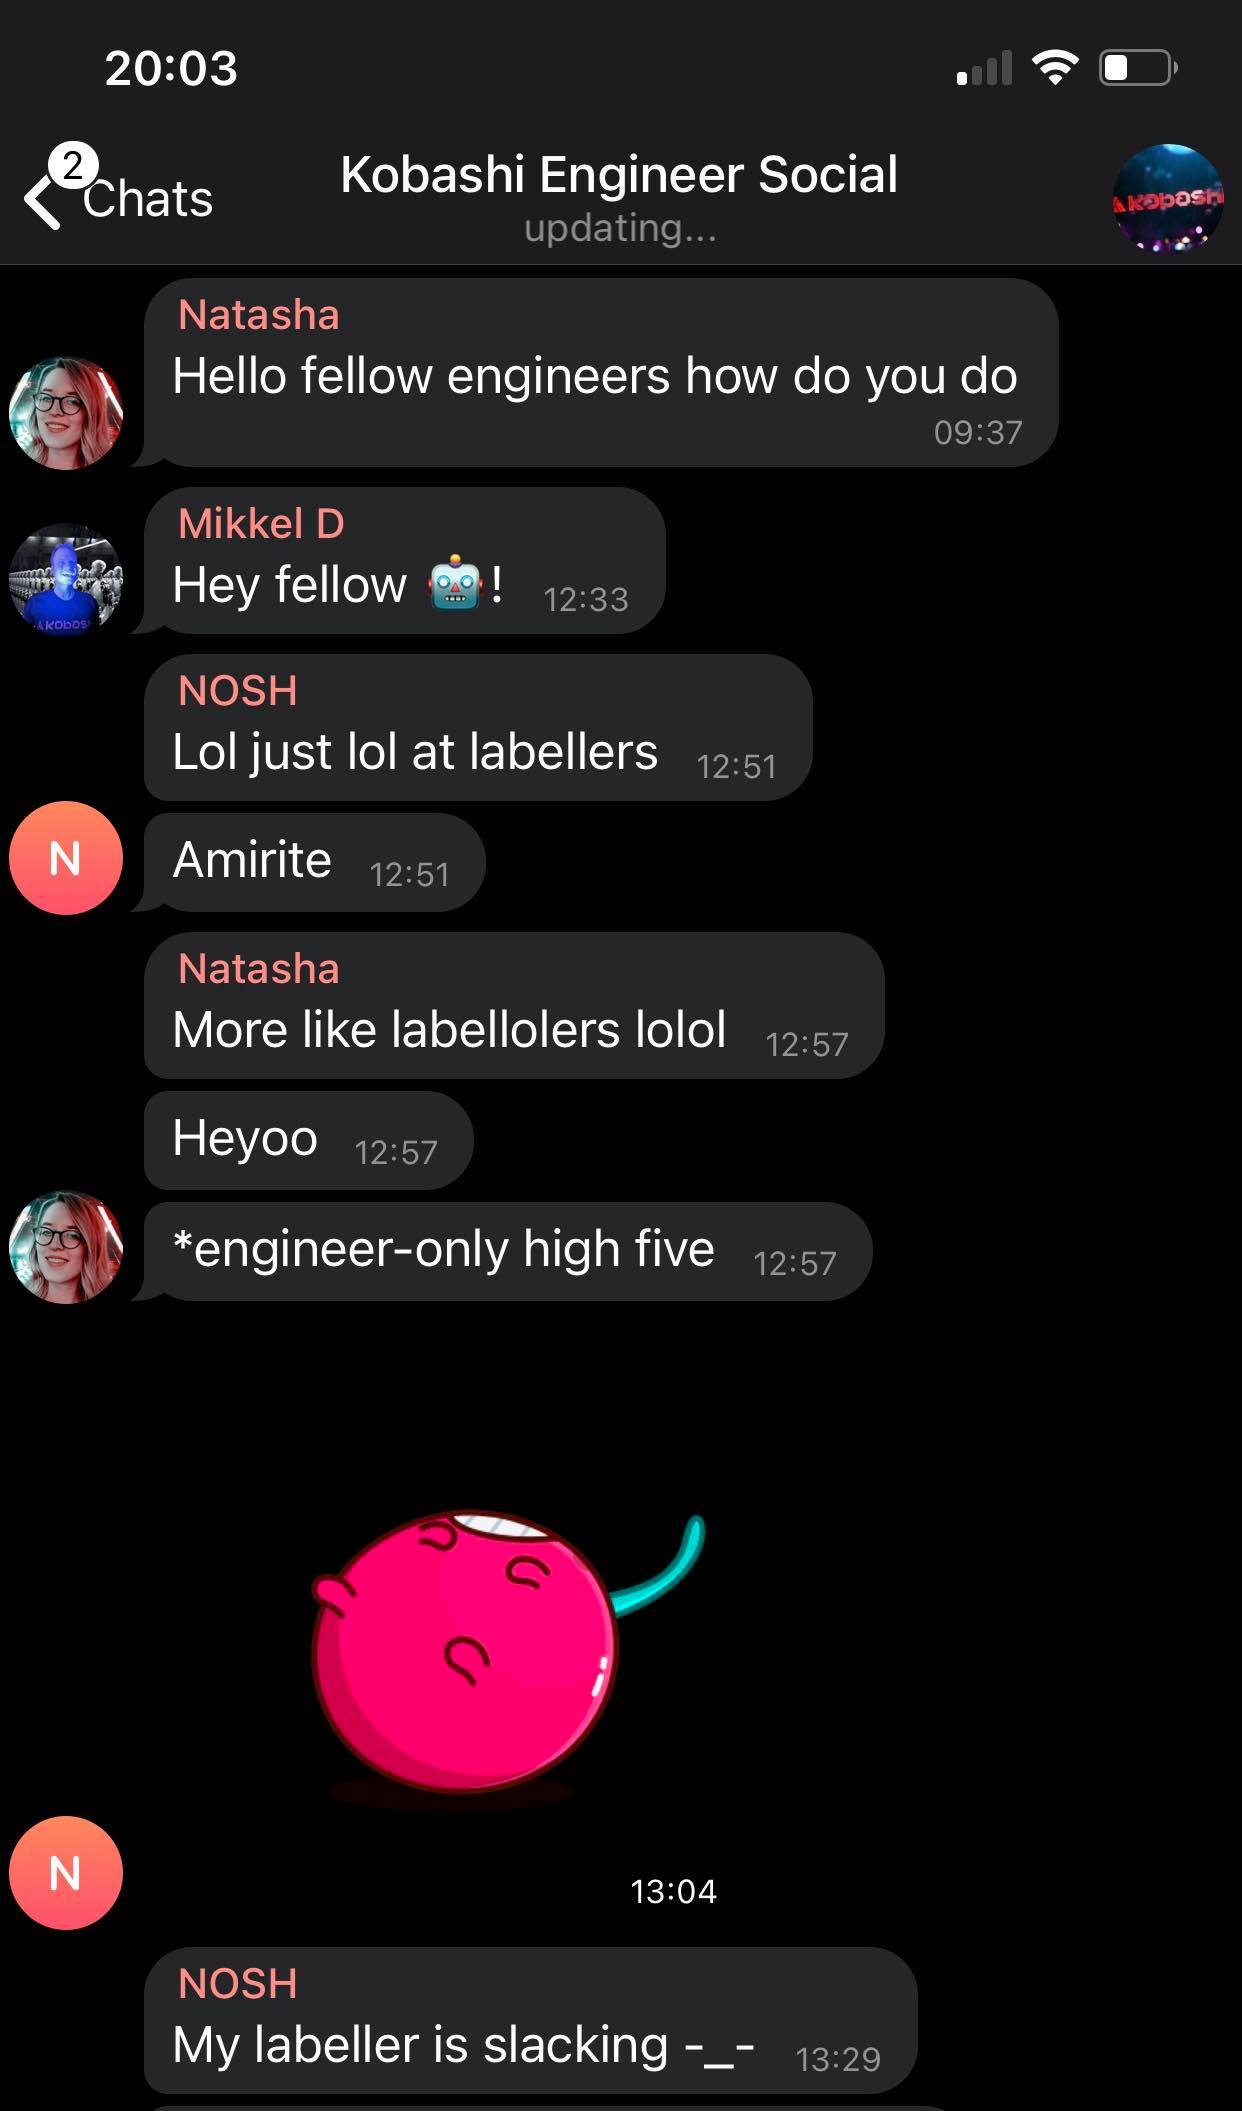 20:03
2
Chats
Kobashi Engineer Social
updating...
Natasha
Hello fellow engineers how do you do
09:37
Mikkel D
Hey fellow 🤖! 12:33
NOSH
Lol just lol at labellers 12:51
N
Amirite 12:51
Natasha
More like labellolers lolol 12:57
Heyoo 12:57
*engineer-only high five 12:57
N
13:04
NOSH
My labeller is slacking -_- 13:29